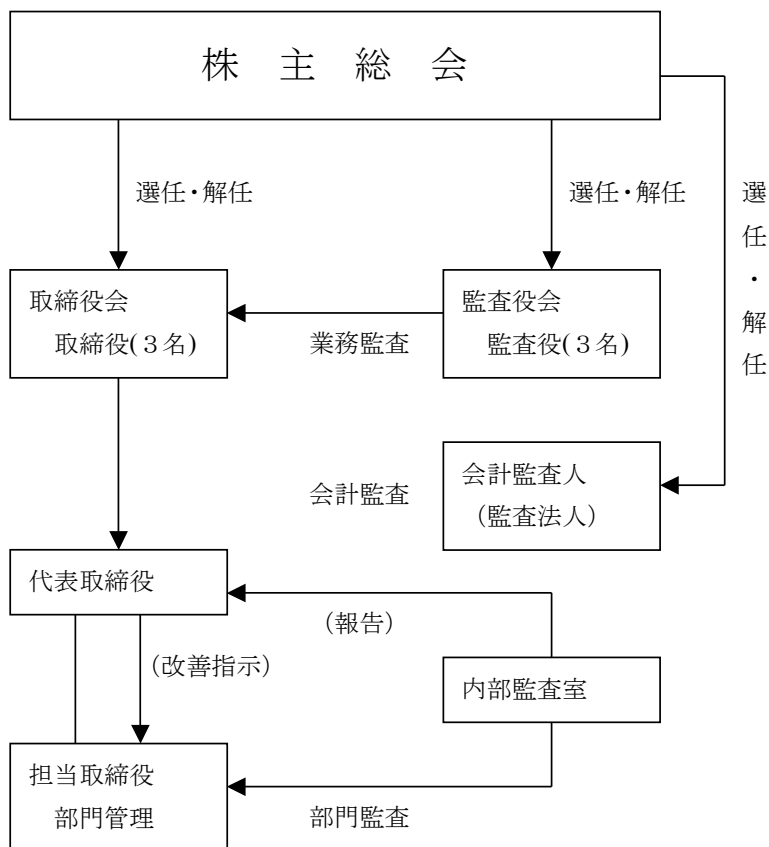 株　主　総　会
選任・解任
選任・解任
選任・解任
取締役会
取締役(３名)
業務監査
監査役会
監査役(３名)
会計監査
会計監査人
（監査法人）
代表取締役
（報告）
（改善指示）
内部監査室
担当取締役
部門管理
部門監査